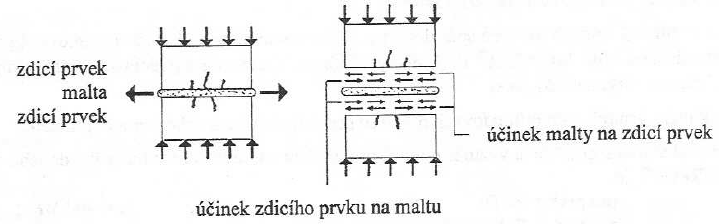 zdicí prvek
malta
zdicí prvek
účinek malty na zdicí prvek
účinek zdicího prvku na maltu